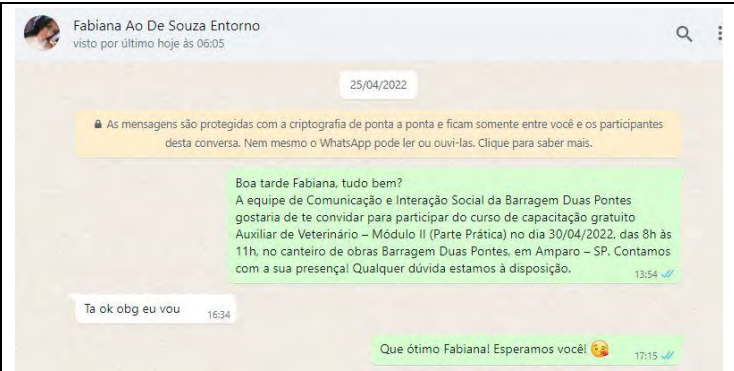 Fabiana Ao De Souza Entorno
visto por último hoje às 06:05
25/04/2022
As mensagens são protegidas com a criptografia de ponta a ponta e ficam somente entre você e os participantes
desta conversa. Nem mesmo o WhatsApp pode ler ou ouvi-las. Clique para saber mais.
Boa tarde Fabiana, tudo bem?
A equipe de Comunicação e Interação Social da Barragem Duas Pontes
gostaria de te convidar para participar do curso de capacitação gratuito
Auxiliar de Veterinário – Módulo II (Parte Prática) no dia 30/04/2022, das 8h às
11h, no canteiro de obras Barragem Duas Pontes, em Amparo – SP. Contamos
com a sua presença! Qualquer dúvida estamos à disposição.
13:54
Ta ok obg eu vou
16:34
Que ótimo Fabiana! Esperamos você! 😘
17:15